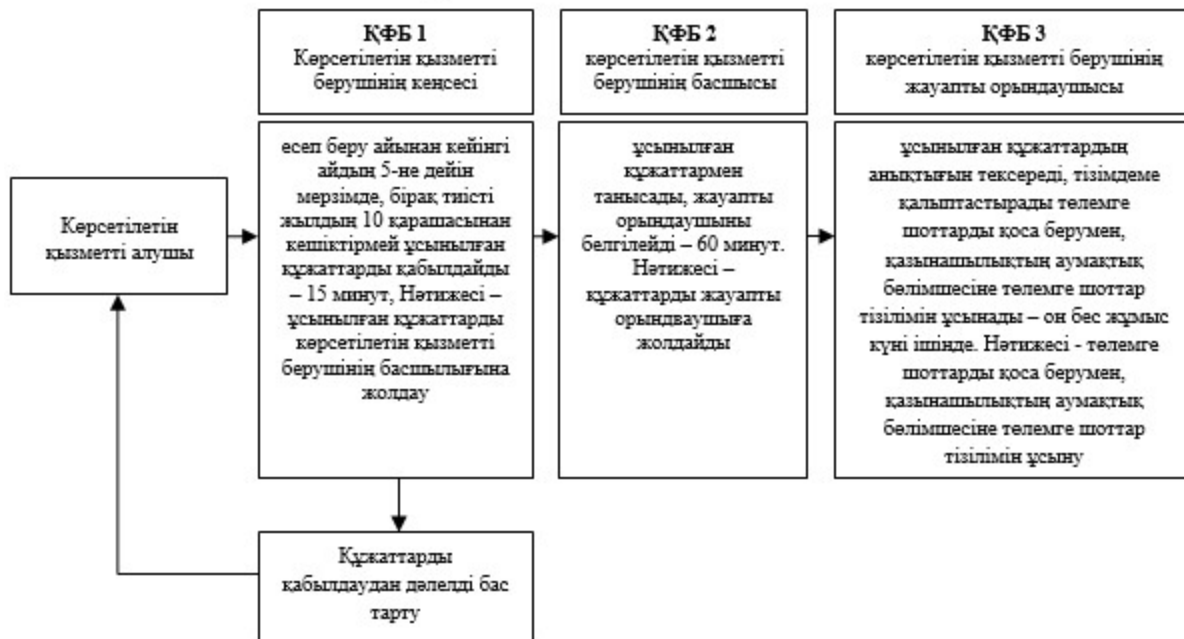 ҚФБ 1
Көрсетілетін қызметті
берушінің кеңсесі
ҚФБ 2
көрсетілетін қызметті
берушінің басшысы
ҚФБ 3
көрсетілетін қызметті берушінің
жауапты орындаушысы
Көрсетілетін
қызметті алушы
есеп беру айынан кейінгі
айдың 5-не дейін
мерзімде, бірақ тиісті
жылдың 10 қарашасынан
кешіктірмей ұсынылған
құжаттарды қабылдайды
– 15 минут, Нәтижесі –
ұсынылған құжаттарды
көрсетілетін қызметті
берушінің басшылығына
жолдау
ұсынылған
құжаттармен
танысады, жауапты
орындаушыны
белгілейді – 60 минут.
Нәтижесі –
құжаттарды жауапты
орындваушыға
жолдайды
ұсынылған құжаттардың
анықтығын тексереді, тізімдеме
қалыптастырады төлемге
шоттарды қоса берумен,
қазынашылықтың аумақтық
бөлімшесіне төлемге шоттар
тізілімін ұсынады – он бес жұмыс
күні ішінде. Нәтижесі - төлемге
шоттарды қоса берумен,
қазынашылықтың аумақтық
бөлімшесіне төлемге шоттар
тізілімін ұсыну
Құжаттарды
қабылдаудан дәлелді бас
тарту